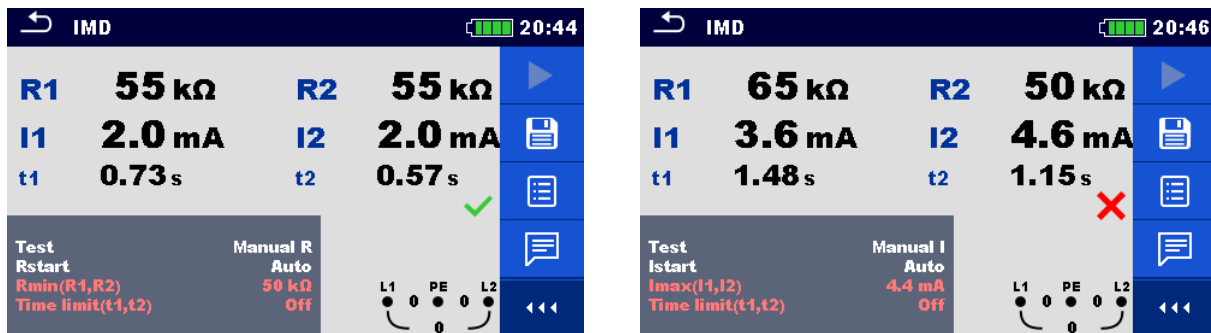 IMD 20:44
R1 55 kΩ R2 55 kΩ
I1 2.0 mA I2 2.0 mA
t1 0.73 s t2 0.57 s
Test Manual R
Rstart Auto
Rmin(R1,R2) 50 kΩ
Time limit(t1,t2) Off
L1 PE L2
0 0
0
IMD 20:46
R1 65 kΩ R2 50 kΩ
I1 3.6 mA I2 4.6 mA
t1 1.48 s t2 1.15 s
Test Manual I
Istart Auto
Imax(I1,I2) 4.4 mA
Time limit(t1,t2) Off
L1 PE L2
0 0
0